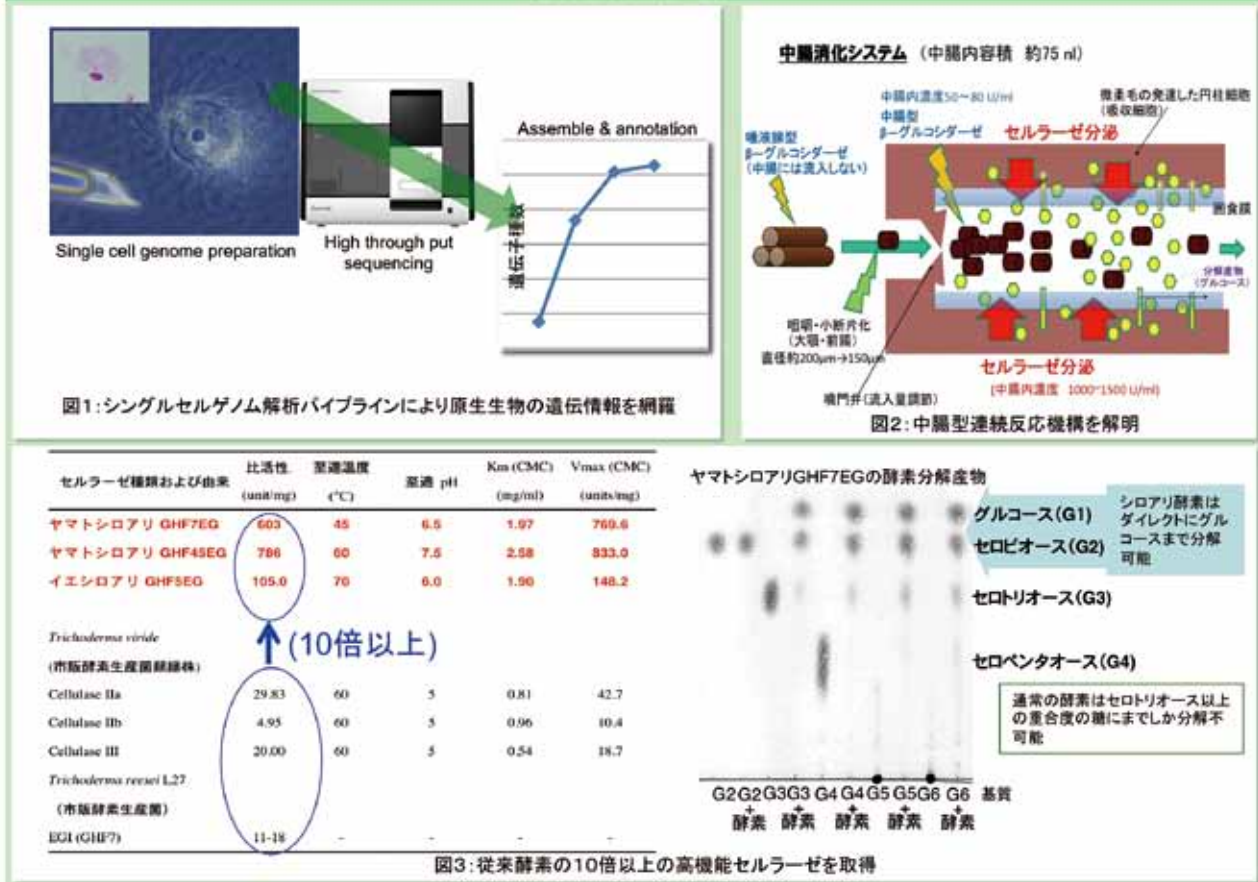 Single cell genome preparation
High through put
sequencing
Assemble & annotation
遺伝子種数
図1:シングルセルゲノム解析パイプラインにより原生生物の遺伝情報を網羅
中腸消化システム (中腸内容積 約75 nl)
中腸内濃度50~80 U/ml
中腸型
β-グルコシダーゼ
微柔毛の発達した円柱細胞
(吸収細胞)
セルラーゼ分泌
唾液腺型
β-グルコシダーゼ
(中腸には流入しない)
囲食膜
分解産物
(グルコース)
咀嚼・小断片化
(大顎・前腸)
直径約200μm→150μm
セルラーゼ分泌
(中腸内濃度 1000~1500 U/ml)
噴門弁(流入量調節)
図2:中腸型連続反応機構を解明
セルラーゼ種類および由来 比活性 (unit/mg) 至適温度 (℃) 至適 pH Km (CMC) (mg/ml) Vmax (CMC) (units/mg)
ヤマトシロアリ GHF7EG 603 45 6.5 1.97 769.6
ヤマトシロアリ GHF45EG 786 60 7.5 2.58 833.0
イエシロアリ GHF5EG 105.0 70 6.0 1.90 148.2
(10倍以上)
Trichoderma viride
(市販酵素生産菌類縁株)
Cellulase IIa 29.83 60 5 0.81 42.7
Cellulase IIb 4.95 60 5 0.96 10.4
Cellulase III 20.00 60 5 0.54 18.7
Trichoderma reesei L27
(市販酵素生産菌)
EGI (GHF7) 11-18 - - - -
ヤマトシロアリGHF7EGの酵素分解産物
グルコース(G1)
セロビオース(G2)
セロトリオース(G3)
セロペンタオース(G4)
シロアリ酵素は
ダイレクトにグル
コースまで分解
可能
通常の酵素はセロトリオース以上
の重合度の糖にまでしか分解不
可能
G2 G2 G3 G3 G4 G4 G5 G5 G6 G6 基質
+ + + + +
酵素 酵素 酵素 酵素 酵素
図3:従来酵素の10倍以上の高機能セルラーゼを取得